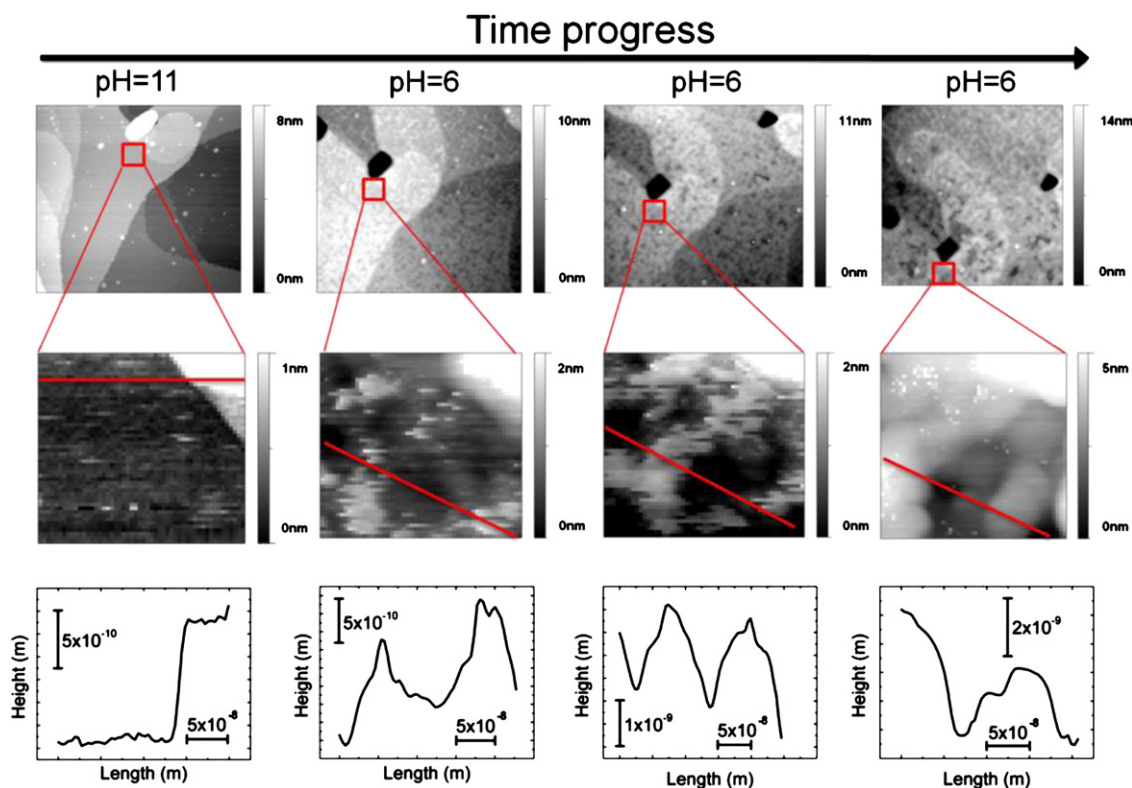 Time progress
pH=11
pH=6
pH=6
pH=6
8nm
0nm
10nm
0nm
11nm
0nm
14nm
0nm
1nm
0nm
2nm
0nm
2nm
0nm
5nm
0nm
Height (m)
5x10⁻¹⁰
5x10⁻⁸
Length (m)
Height (m)
5x10⁻¹⁰
5x10⁻⁸
Length (m)
Height (m)
1x10⁻⁹
5x10⁻⁸
Length (m)
Height (m)
2x10⁻⁹
5x10⁻⁸
Length (m)